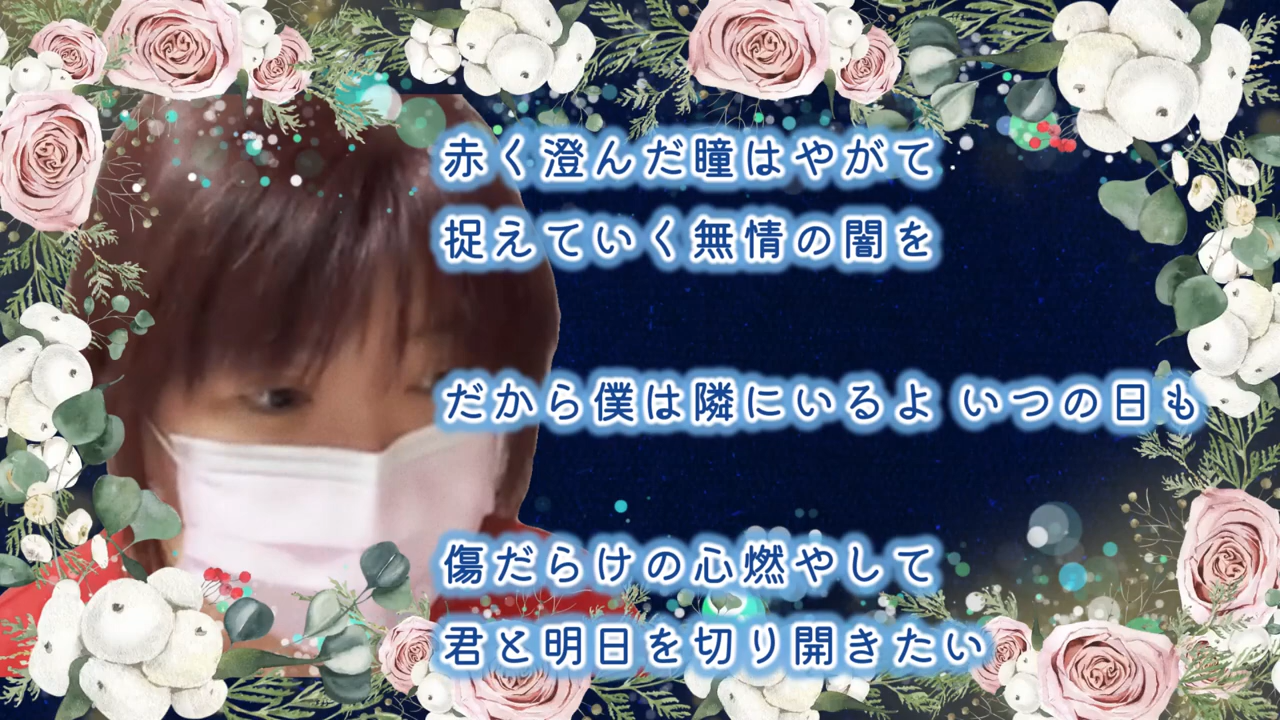 赤く澄んだ瞳はやがて
捉えていく無情の闇を
だから僕は隣にいるよ いつの日も
傷だらけの心燃やして
君と明日を切り開きたい